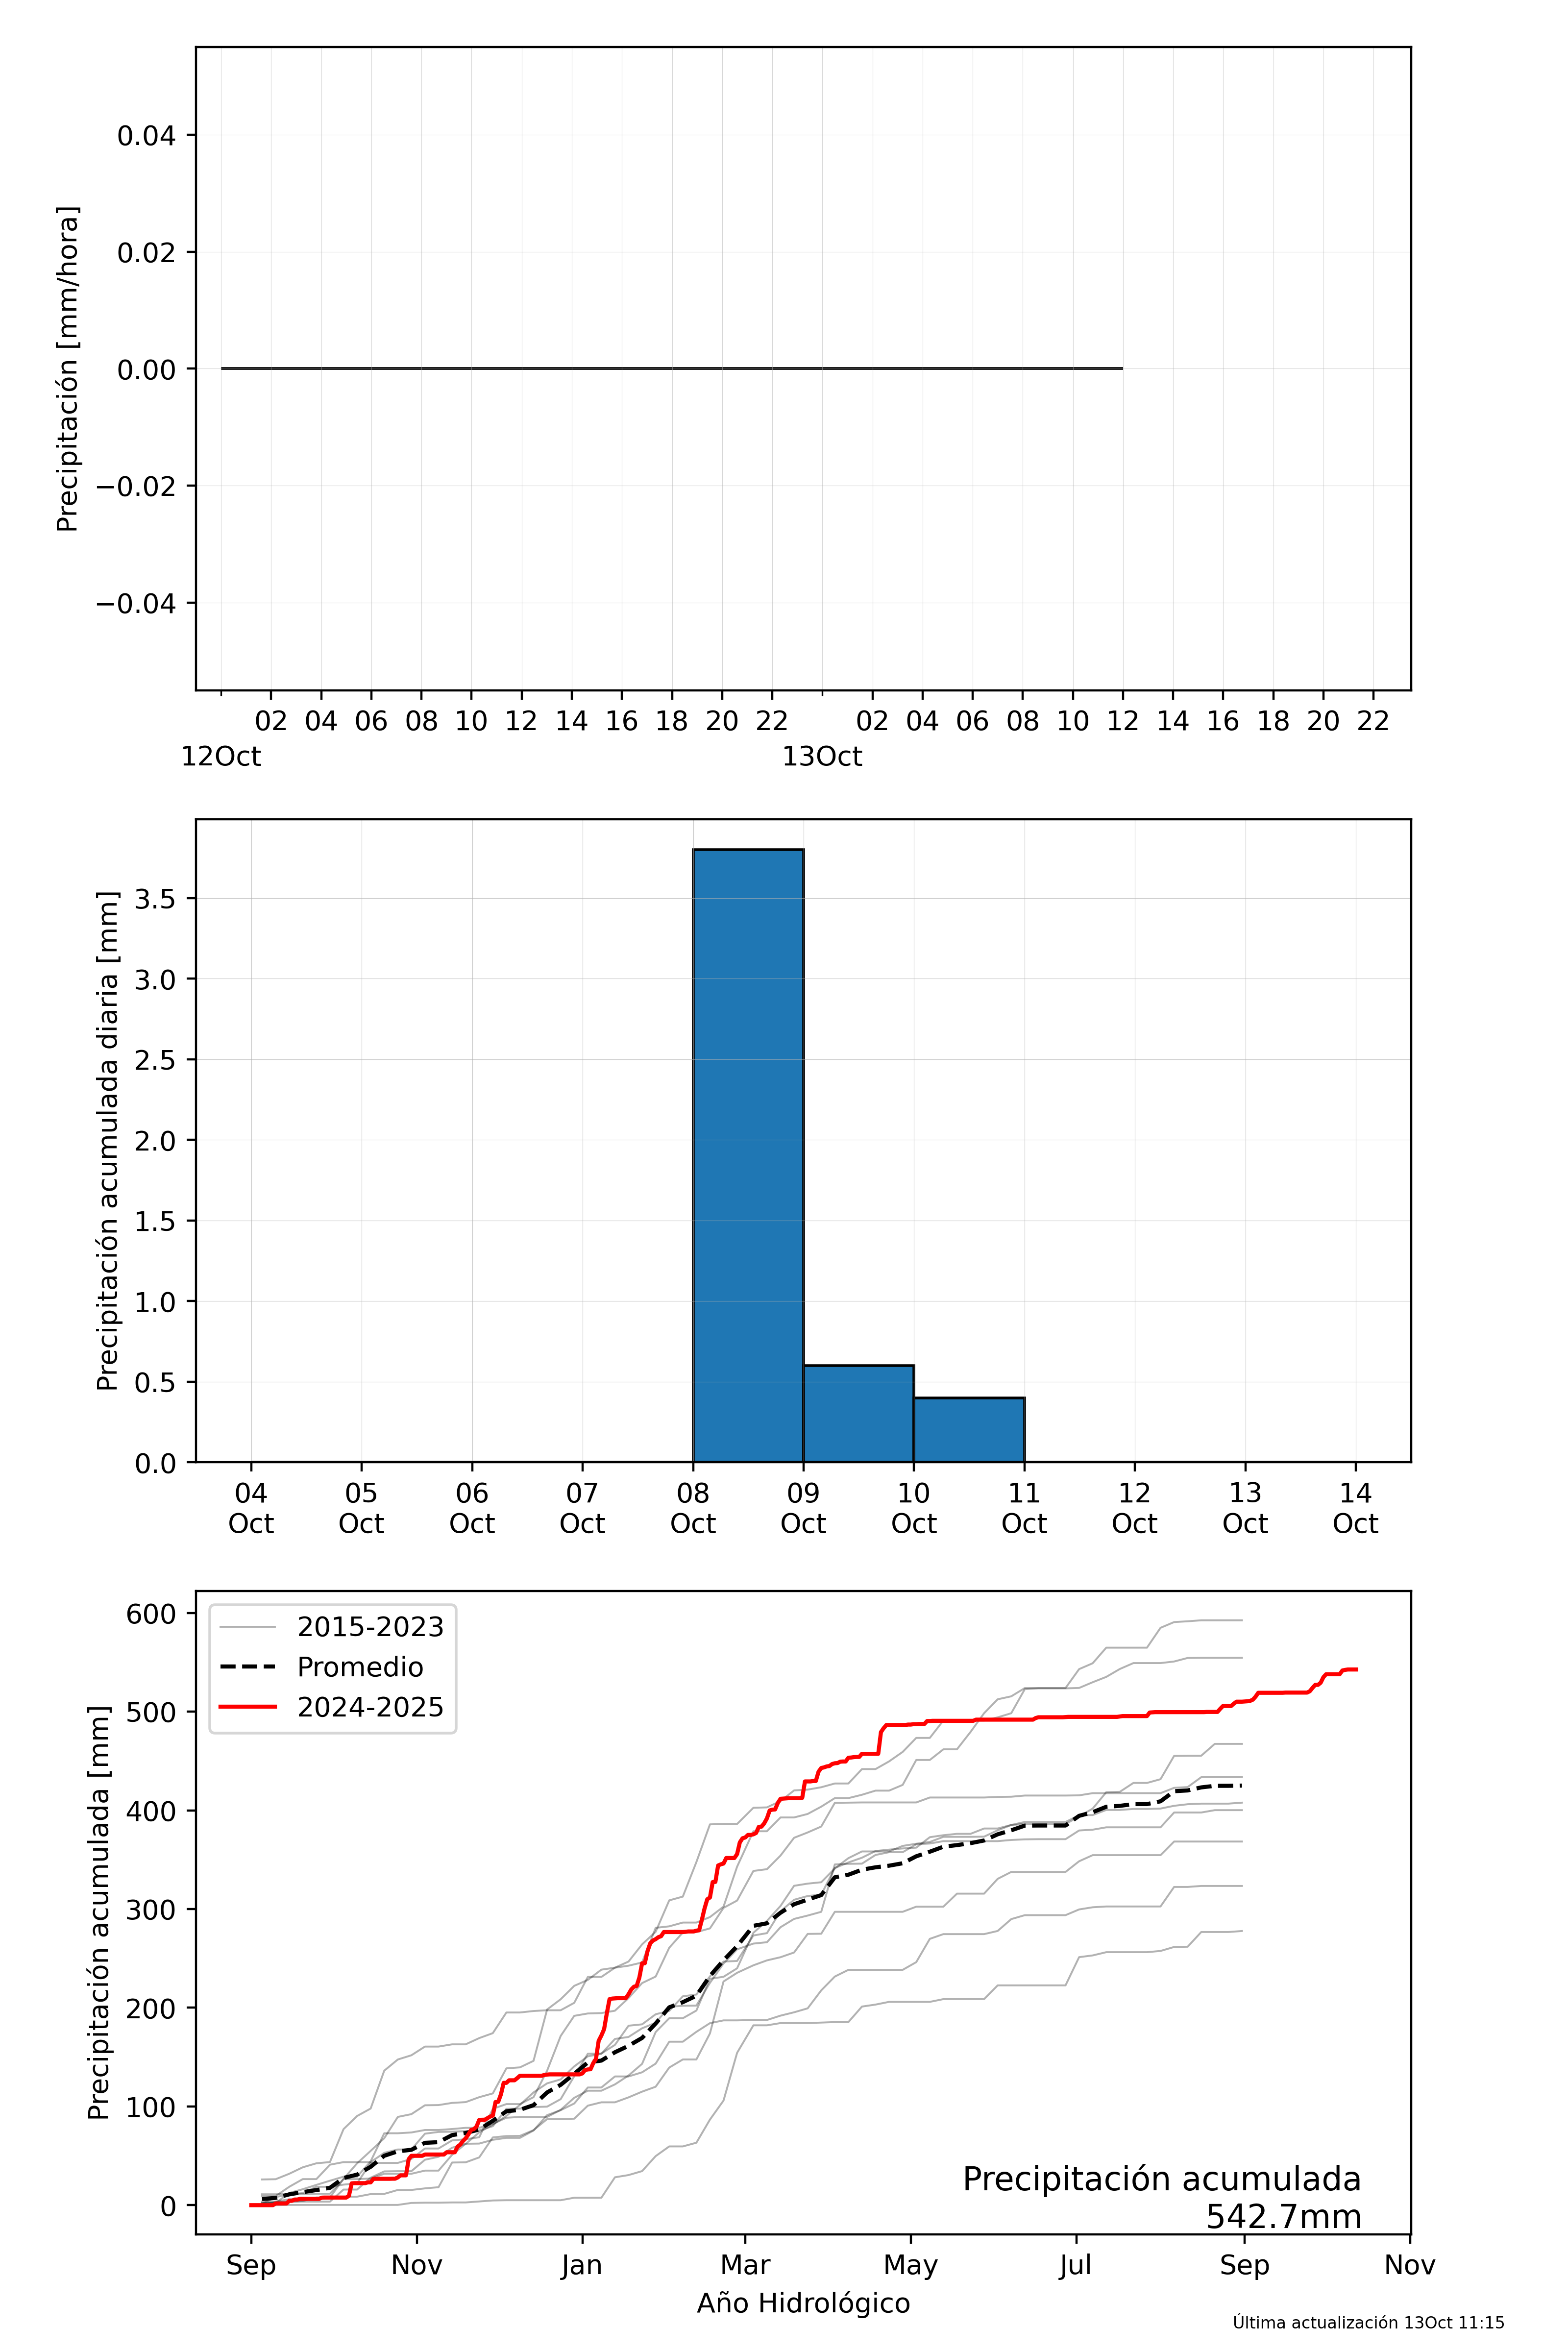 Precipitación [mm/hora]
0.04
0.02
0.00
−0.02
−0.04
02 04 06 08 10 12 14 16 18 20 22 02 04 06 08 10 12 14 16 18 20 22
12Oct 13Oct
Precipitación acumulada diaria [mm]
3.5
3.0
2.5
2.0
1.5
1.0
0.5
0.0
04 05 06 07 08 09 10 11 12 13 14
Oct Oct Oct Oct Oct Oct Oct Oct Oct Oct Oct
Precipitación acumulada [mm]
600
500
400
300
200
100
0
2015-2023
Promedio
2024-2025
Precipitación acumulada
542.7mm
Sep Nov Jan Mar May Jul Sep Nov
Año Hidrológico
Última actualización 13Oct 11:15